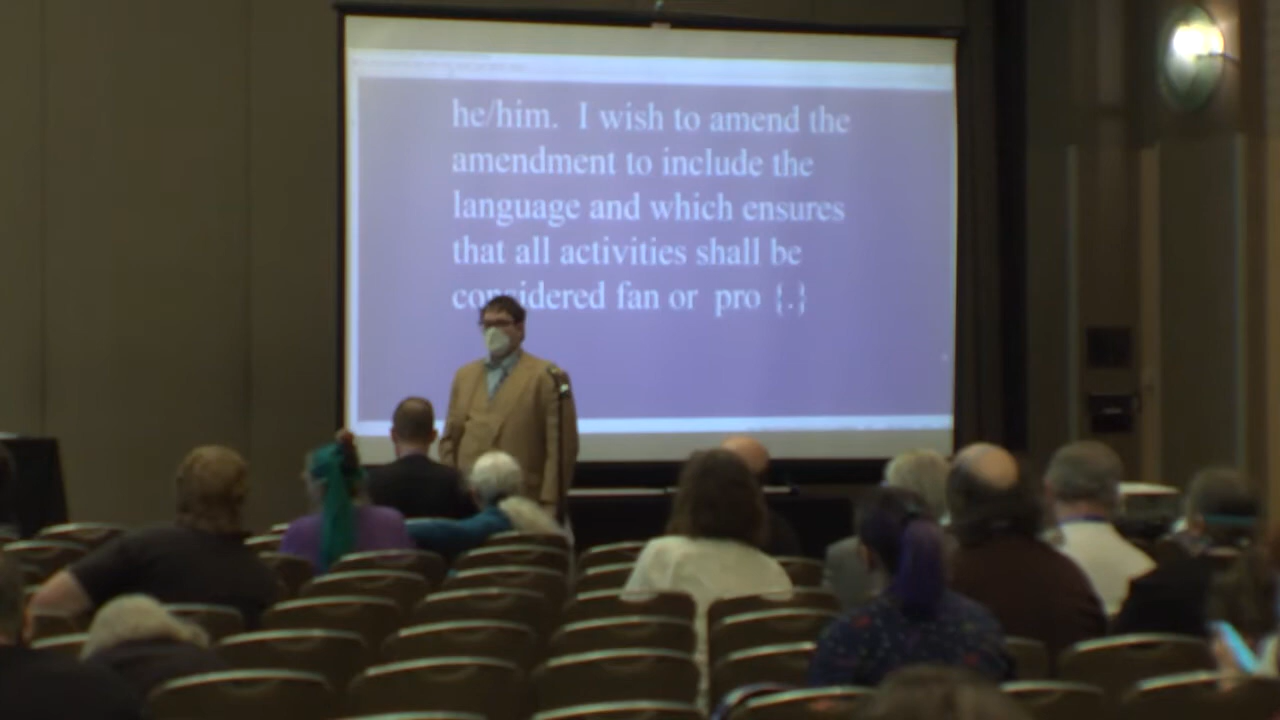 he/him.  I wish to amend the
amendment to include the
language and which ensures
that all activities shall be
considered fan or  pro {.}